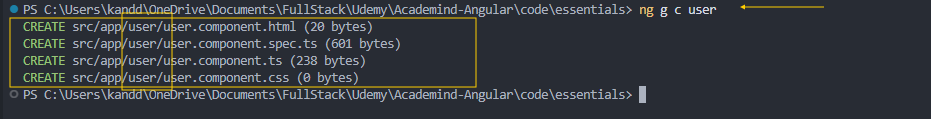 PS C:\Users\kandd\OneDrive\Documents\FullStack\Udemy\Academind-Angular\code\essentials> ng g c user
CREATE src/app/user/user.component.html (20 bytes)
CREATE src/app/user/user.component.spec.ts (601 bytes)
CREATE src/app/user/user.component.ts (238 bytes)
CREATE src/app/user/user.component.css (0 bytes)
PS C:\Users\kandd\OneDrive\Documents\FullStack\Udemy\Academind-Angular\code\essentials>